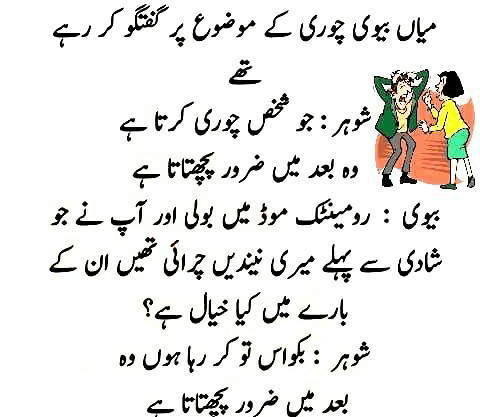 میاں بیوی چوری کے موضوع پر گفتگو کر رہے
تھے
شوہر : جو شخص چوری کرتا ہے
وہ بعد میں ضرور پچھتاتا ہے
بیوی : رومینٹک موڈ میں بولی اور آپ نے جو
شادی سے پہلے میری نیندیں چرائی تھیں ان کے
بارے میں کیا خیال ہے؟
شوہر : بکواس تو کر رہا ہوں وہ
بعد میں ضرور پچھتاتا ہے